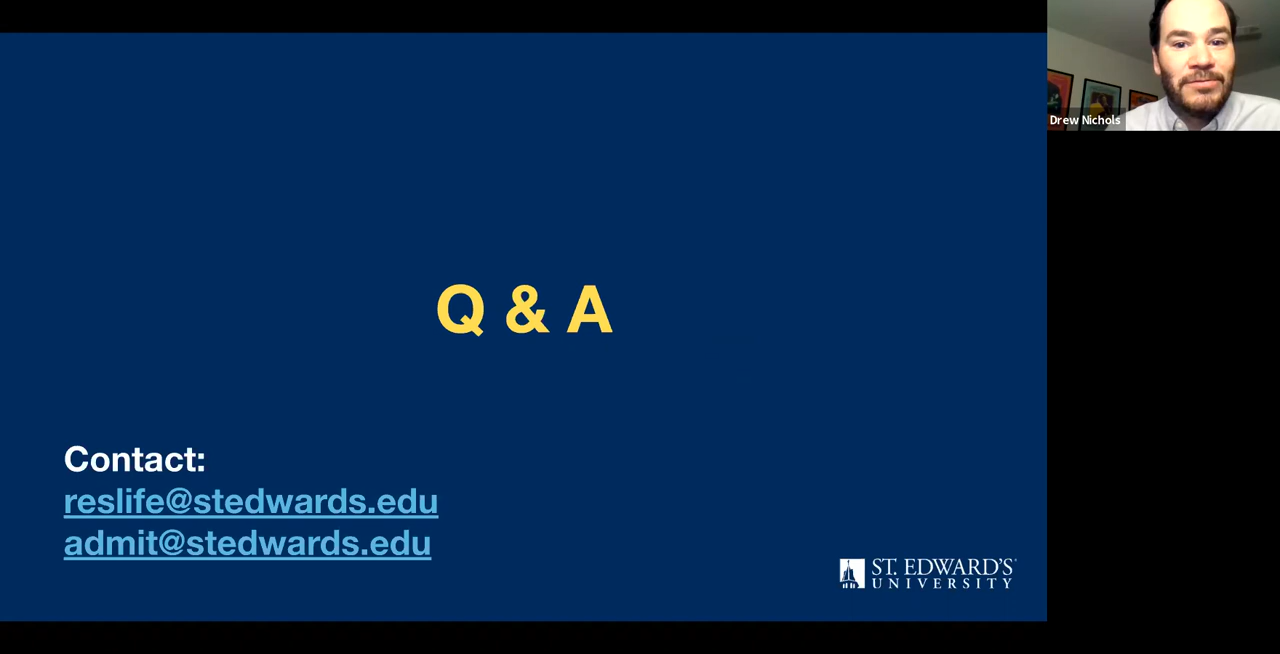 Drew Nichols
Q & A
Contact:
reslife@stedwards.edu
admit@stedwards.edu
ST. EDWARD'S
UNIVERSITY